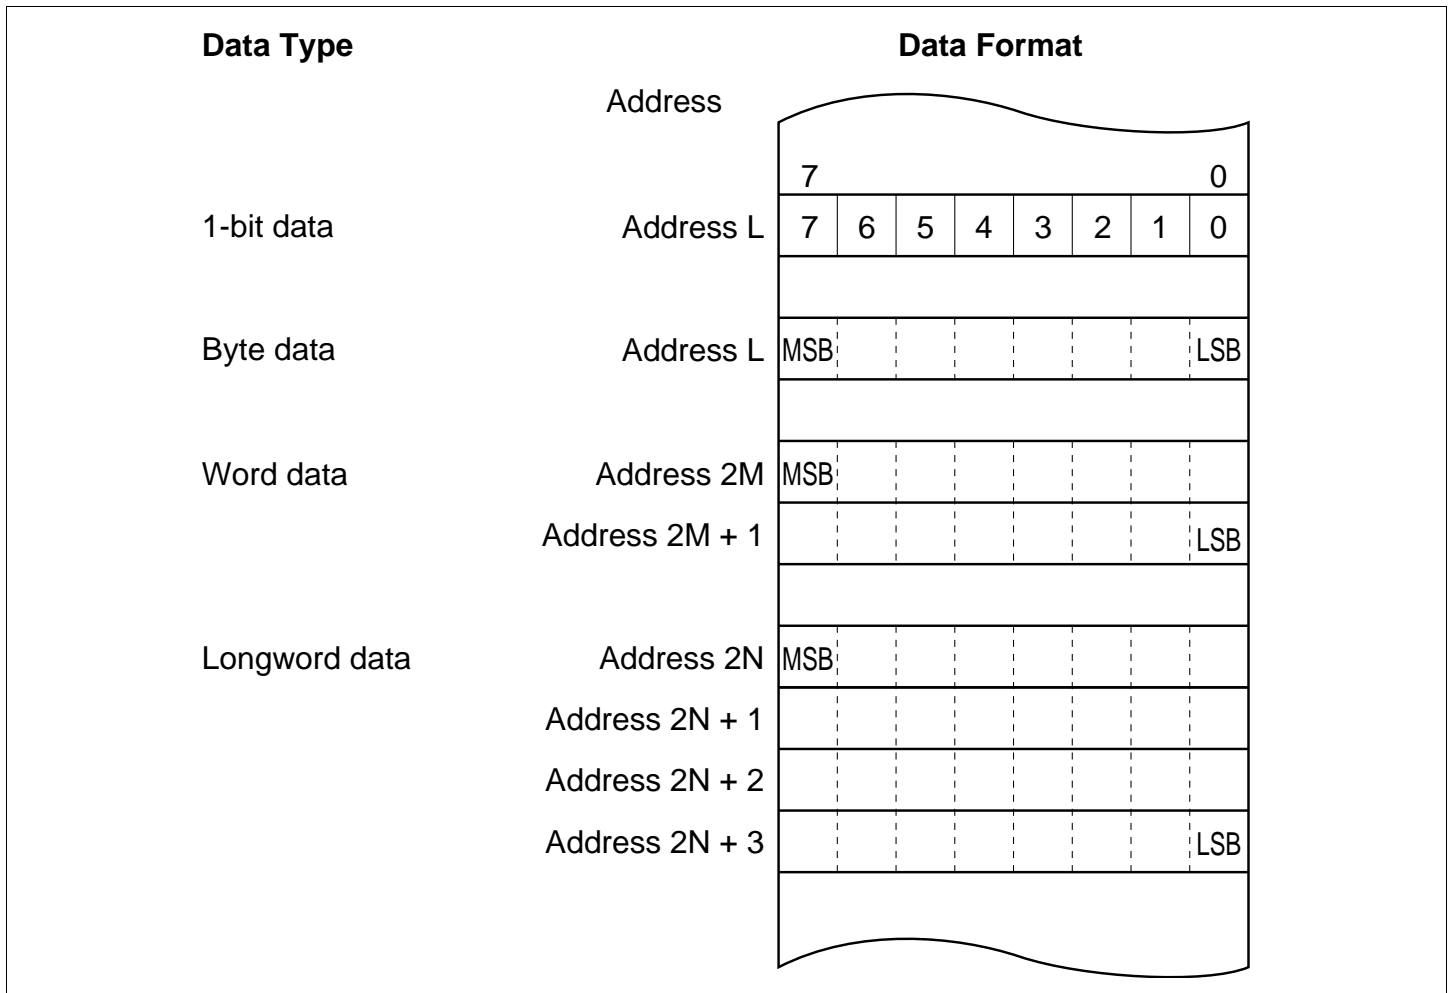 Data Type Data Format
Address
7 0
1-bit data Address L 7 6 5 4 3 2 1 0
Byte data Address L MSB LSB
Word data Address 2M MSB
Address 2M + 1 LSB
Longword data Address 2N MSB
Address 2N + 1
Address 2N + 2
Address 2N + 3 LSB